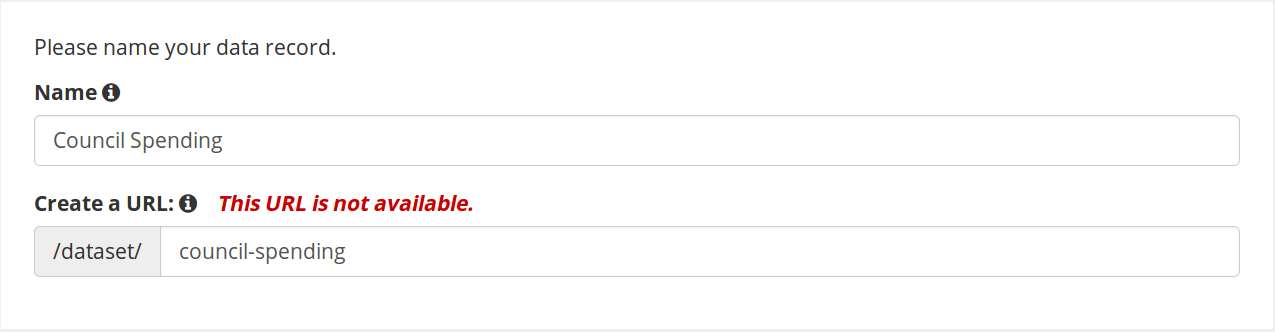 Please name your data record.
Name
Council Spending
Create a URL: This URL is not available.
/dataset/ council-spending